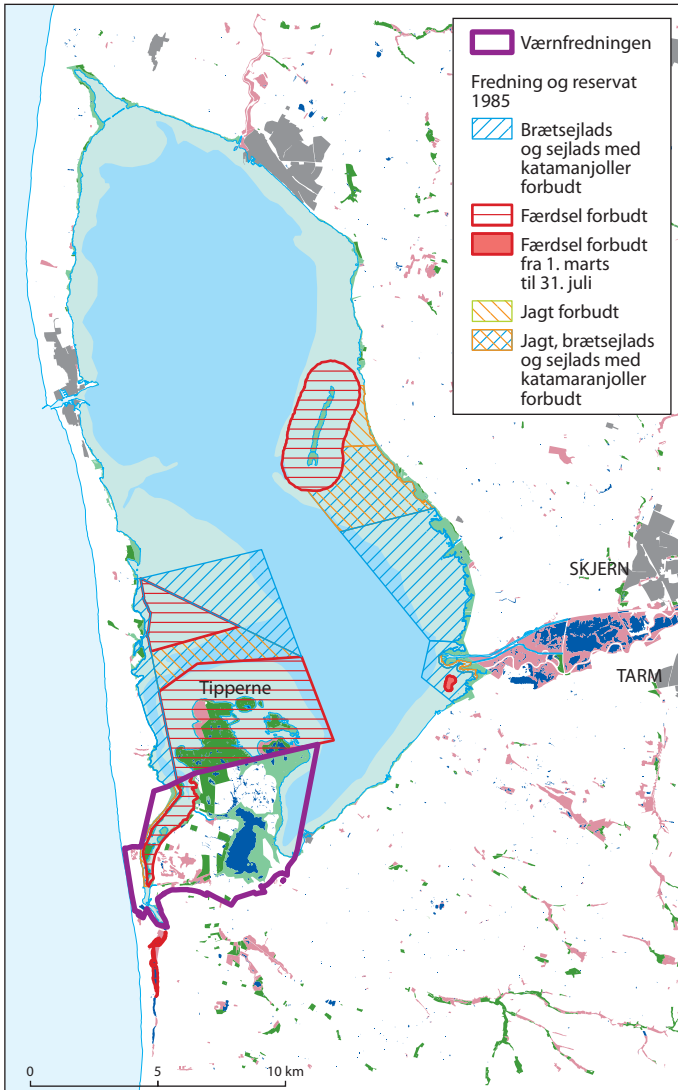 Værnfredningen
Fredning og reservat
1985
Brætsejlads
og sejlads med
katamanjoller
forbudt
Færdsel forbudt
Færdsel forbudt
fra 1. marts
til 31. juli
Jagt forbudt
Jagt, brætsejlads
og sejlads med
katamaranjoller
forbudt
SKJERN
TARM
Tipperne
0 5 10 km